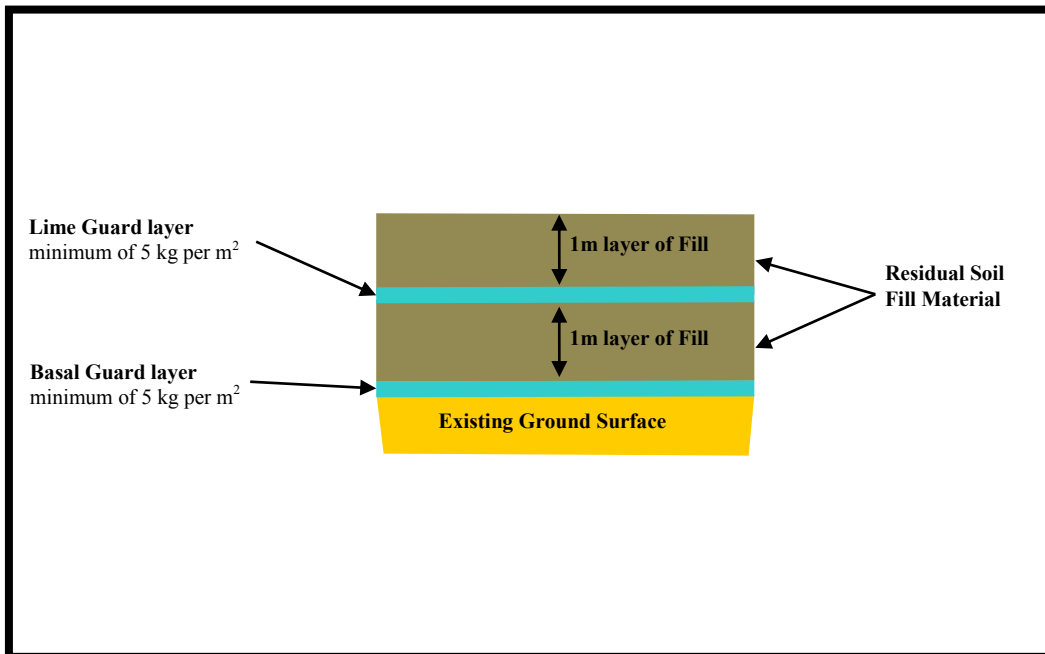 Lime Guard layer
minimum of 5 kg per m²
1m layer of Fill
Residual Soil
Fill Material
1m layer of Fill
Basal Guard layer
minimum of 5 kg per m²
Existing Ground Surface